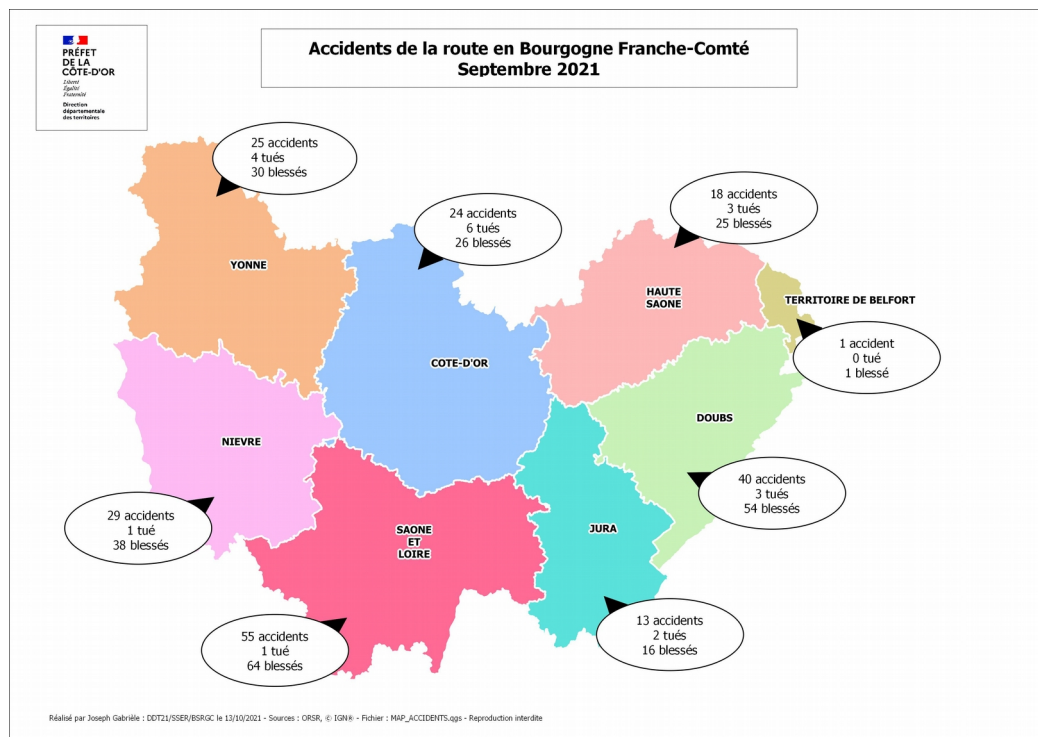 PRÉFET
DE LA
CÔTE-D'OR
Liberté
Égalité
Fraternité
Direction
départementale
des territoires
Accidents de la route en Bourgogne Franche-Comté
Septembre 2021
25 accidents
4 tués
30 blessés
24 accidents
6 tués
26 blessés
18 accidents
3 tués
25 blessés
YONNE
HAUTE
SAONE
TERRITOIRE DE BELFORT
1 accident
0 tué
1 blessé
COTE-D'OR
DOUBS
NIEVRE
40 accidents
3 tués
54 blessés
29 accidents
1 tué
38 blessés
SAONE
ET
LOIRE
JURA
55 accidents
1 tué
64 blessés
13 accidents
2 tués
16 blessés
Réalisé par Joseph Gabrièle : DDT21/SSER/BSRGC le 13/10/2021 - Sources : ORSR, © IGN® - Fichier : MAP_ACCIDENTS.qgs - Reproduction interdite